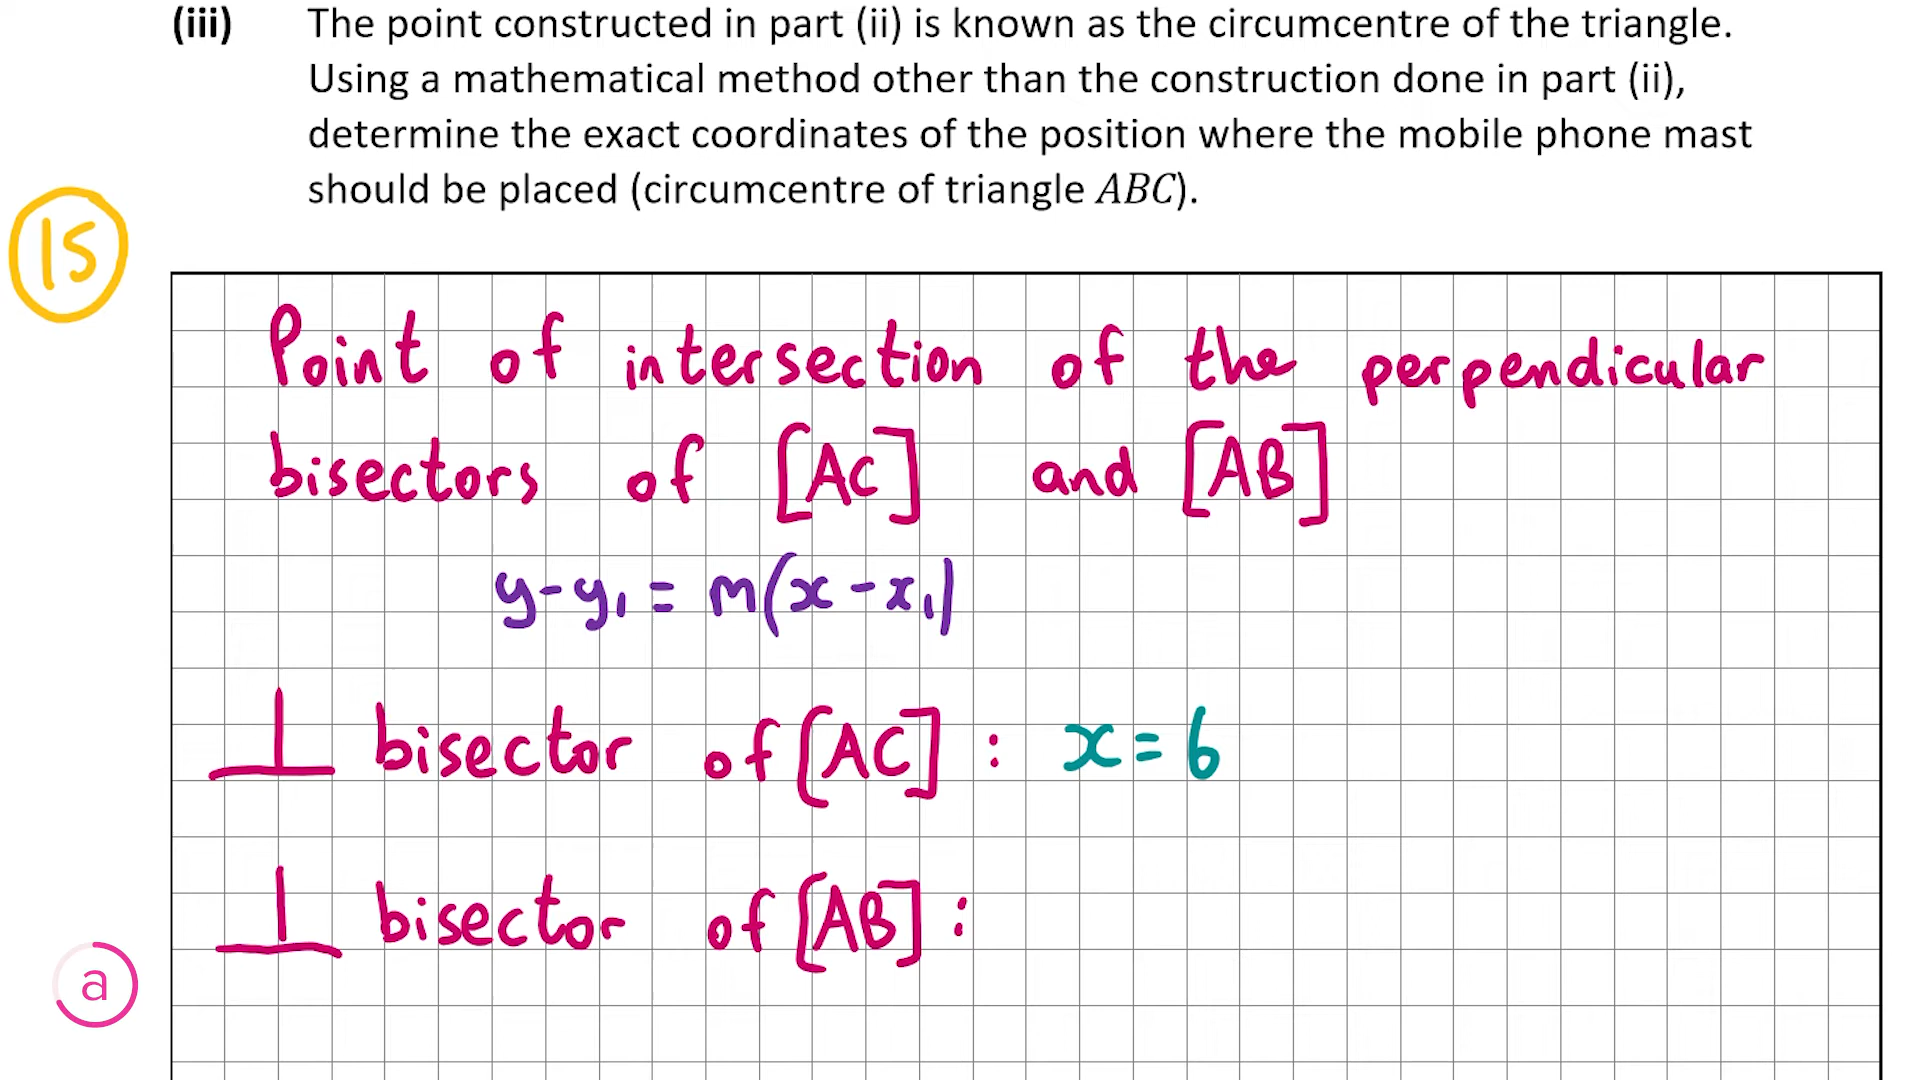 (iii) The point constructed in part (ii) is known as the circumcentre of the triangle.
Using a mathematical method other than the construction done in part (ii),
determine the exact coordinates of the position where the mobile phone mast
should be placed (circumcentre of triangle ABC).
15
Point of intersection of the perpendicular
bisectors of [AC] and [AB]
y-y₁ = m(x-x₁)
⊥ bisector of [AC] : x = 6
⊥ bisector of [AB] :
a